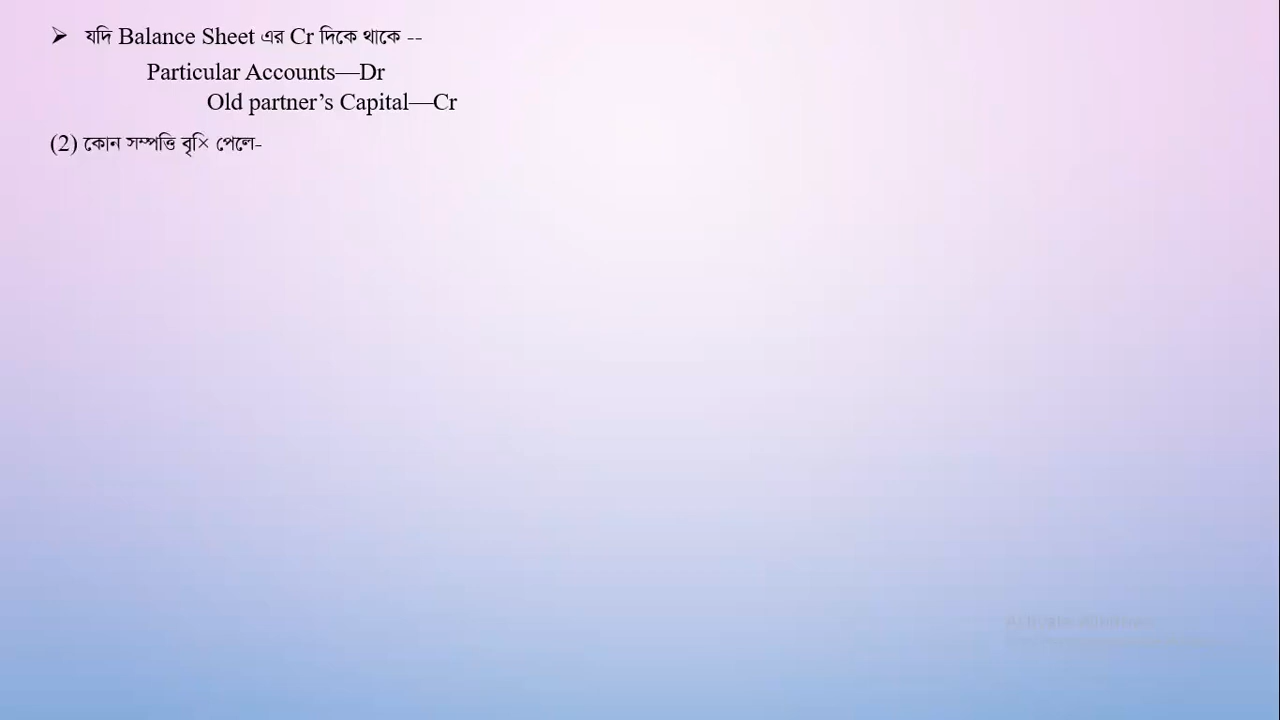 ➢ যদি Balance Sheet এর Cr দিকে থাকে --
Particular Accounts—Dr
Old partner’s Capital—Cr
(2) কোন সম্পত্তি বৃ× পেলে-